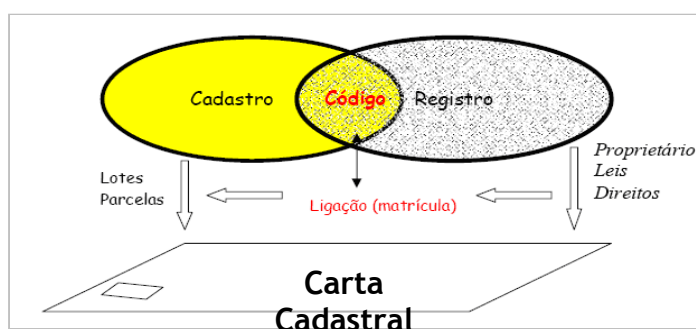 Cadastro
Código
Registro
Lotes
Parcelas
Ligação (matrícula)
Proprietário
Leis
Direitos
Carta
Cadastral